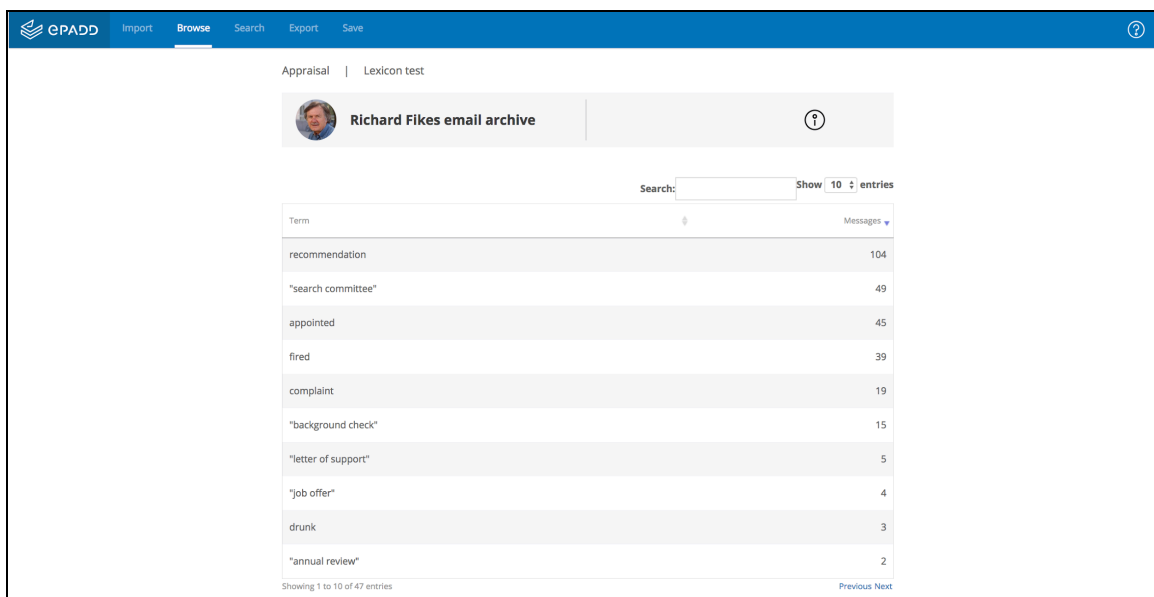 ePADD Import Browse Search Export Save
Appraisal | Lexicon test
Richard Fikes email archive
Search: Show 10 entries
Term Messages
recommendation 104
"search committee" 49
appointed 45
fired 39
complaint 19
"background check" 15
"letter of support" 5
"job offer" 4
drunk 3
"annual review" 2
Showing 1 to 10 of 47 entries Previous Next